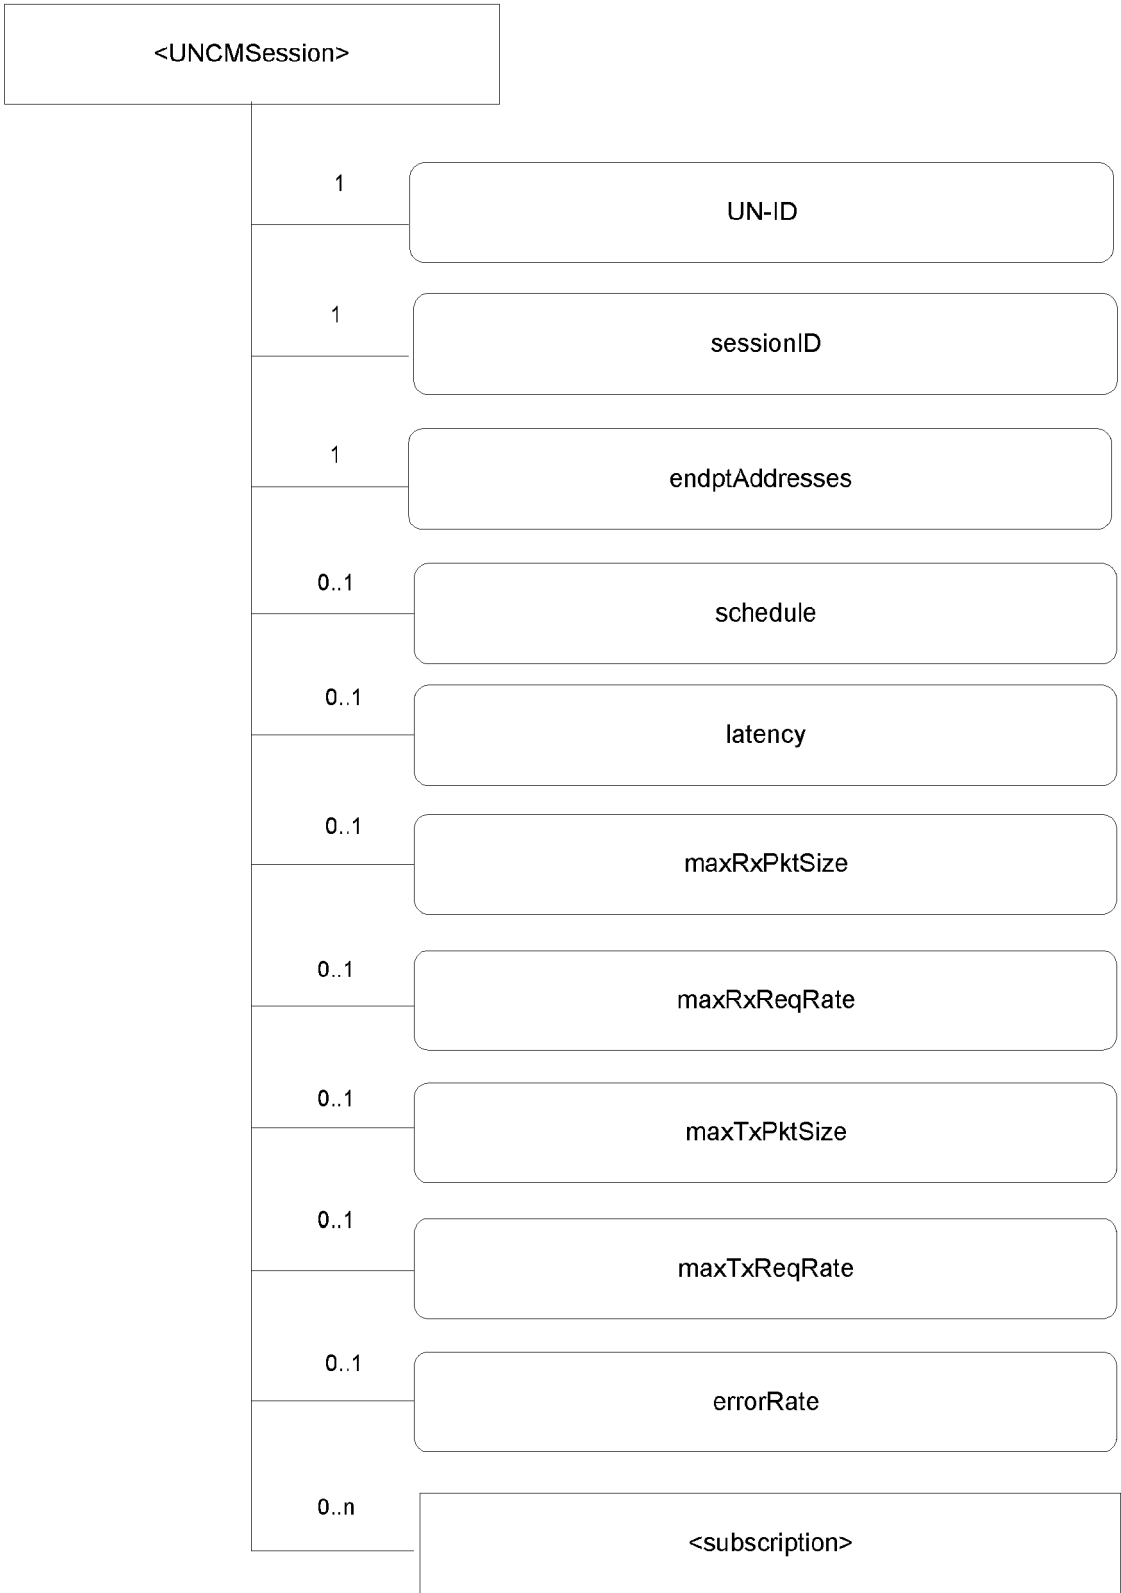 <UNCMSession>
1
UN-ID
1
sessionID
1
endptAddresses
0..1
schedule
0..1
latency
0..1
maxRxPktSize
0..1
maxRxReqRate
0..1
maxTxPktSize
0..1
maxTxReqRate
0..1
errorRate
0..n
<subscription>